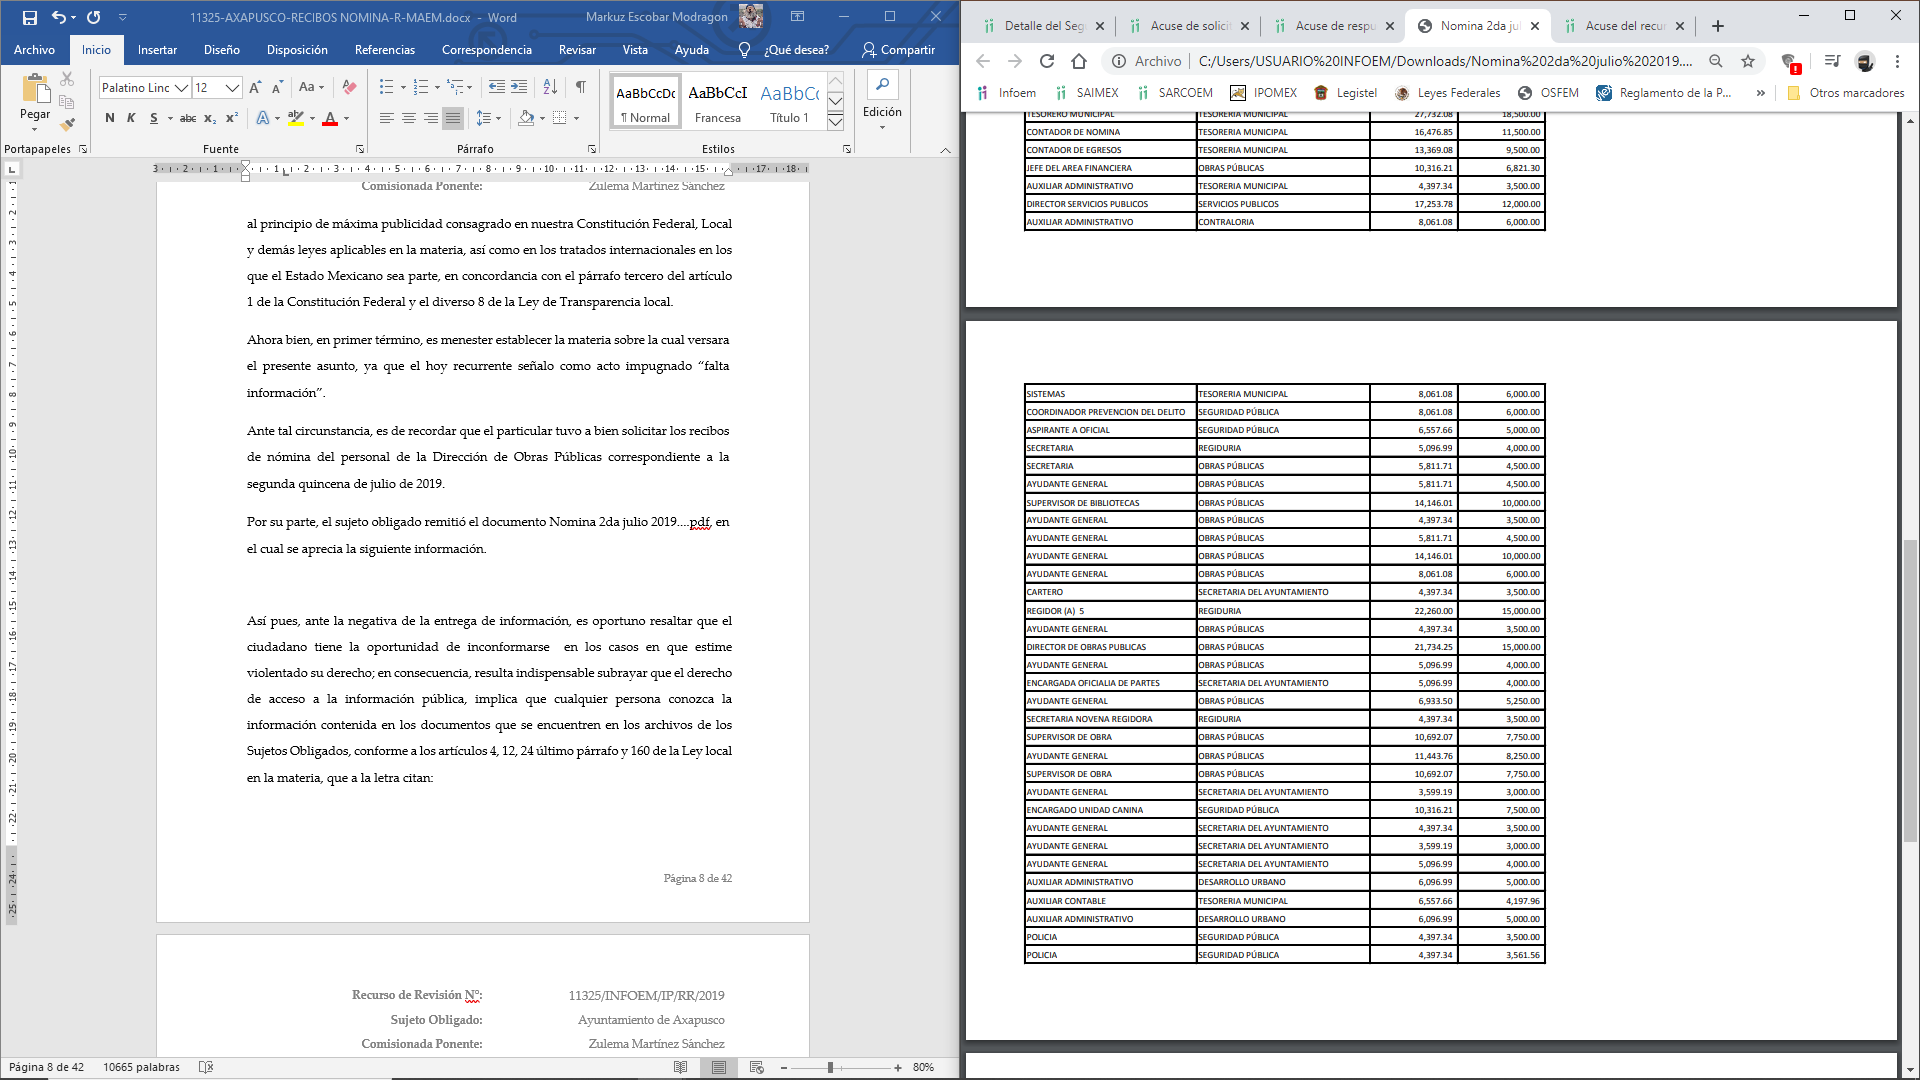 11325-AXAPUSCO-RECIBOS NOMINA-R-MAEM.docx - Word
Markuz Escobar Modragon
Archivo Inicio Insertar Diseño Disposición Referencias Correspondencia Revisar Vista Ayuda ¿Qué desea? Compartir
Pegar
Palatino Linc 12
N K S abc x₂ x²
AaBbCcDc AaBbCcI AaBbCc
¶ Normal Francesa Título 1
Edición
Portapapeles Fuente Párrafo Estilos
Comisionada Ponente: Zulema Martínez Sánchez
al principio de máxima publicidad consagrado en nuestra Constitución Federal, Local
y demás leyes aplicables en la materia, así como en los tratados internacionales en los
que el Estado Mexicano sea parte, en concordancia con el párrafo tercero del artículo
1 de la Constitución Federal y el diverso 8 de la Ley de Transparencia local.
Ahora bien, en primer término, es menester establecer la materia sobre la cual versara
el presente asunto, ya que el hoy recurrente señalo como acto impugnado “falta
información”.
Ante tal circunstancia, es de recordar que el particular tuvo a bien solicitar los recibos
de nómina del personal de la Dirección de Obras Públicas correspondiente a la
segunda quincena de julio de 2019.
Por su parte, el sujeto obligado remitió el documento Nomina 2da julio 2019....pdf, en
el cual se aprecia la siguiente información.
Así pues, ante la negativa de la entrega de información, es oportuno resaltar que el
ciudadano tiene la oportunidad de inconformarse en los casos en que estime
violentado su derecho; en consecuencia, resulta indispensable subrayar que el derecho
de acceso a la información pública, implica que cualquier persona conozca la
información contenida en los documentos que se encuentren en los archivos de los
Sujetos Obligados, conforme a los artículos 4, 12, 24 último párrafo y 160 de la Ley local
en la materia, que a la letra citan:
Página 8 de 42
Recurso de Revisión N°: 11325/INFOEM/IP/RR/2019
Sujeto Obligado: Ayuntamiento de Axapusco
Comisionada Ponente: Zulema Martínez Sánchez
Página 8 de 42 10665 palabras 80%
Detalle del Seg Acuse de solicit Acuse de respu Nomina 2da jul Acuse del recur
Archivo C:/Users/USUARIO%20INFOEM/Downloads/Nomina%202da%20julio%202019....
Infoem SAIMEX SARCOEM IPOMEX Legistel Leyes Federales OSFEM Reglamento de la P... » Otros marcadores
TESORERO MUNICIPAL TESORERIA MUNICIPAL 27,732.08 18,500.00
CONTADOR DE NOMINA TESORERIA MUNICIPAL 16,476.85 11,500.00
CONTADOR DE EGRESOS TESORERIA MUNICIPAL 13,369.08 9,500.00
JEFE DEL AREA FINANCIERA OBRAS PÚBLICAS 10,316.21 6,821.30
AUXILIAR ADMINISTRATIVO TESORERIA MUNICIPAL 4,397.34 3,500.00
DIRECTOR SERVICIOS PUBLICOS SERVICIOS PUBLICOS 17,253.78 12,000.00
AUXILIAR ADMINISTRATIVO CONTRALORIA 8,061.08 6,000.00
SISTEMAS TESORERIA MUNICIPAL 8,061.08 6,000.00
COORDINADOR PREVENCION DEL DELITO SEGURIDAD PÚBLICA 8,061.08 6,000.00
ASPIRANTE A OFICIAL SEGURIDAD PÚBLICA 6,557.66 5,000.00
SECRETARIA REGIDURIA 5,096.99 4,000.00
SECRETARIA OBRAS PÚBLICAS 5,811.71 4,500.00
AYUDANTE GENERAL OBRAS PÚBLICAS 5,811.71 4,500.00
SUPERVISOR DE BIBLIOTECAS OBRAS PÚBLICAS 14,146.01 10,000.00
AYUDANTE GENERAL OBRAS PÚBLICAS 4,397.34 3,500.00
AYUDANTE GENERAL OBRAS PÚBLICAS 5,811.71 4,500.00
AYUDANTE GENERAL OBRAS PÚBLICAS 14,146.01 10,000.00
AYUDANTE GENERAL OBRAS PÚBLICAS 8,061.08 6,000.00
CARTERO SECRETARIA DEL AYUNTAMIENTO 4,397.34 3,500.00
REGIDOR (A) 5 REGIDURIA 22,260.00 15,000.00
AYUDANTE GENERAL OBRAS PÚBLICAS 4,397.34 3,500.00
DIRECTOR DE OBRAS PUBLICAS OBRAS PÚBLICAS 21,734.25 15,000.00
AYUDANTE GENERAL OBRAS PÚBLICAS 5,096.99 4,000.00
ENCARGADA OFICIALIA DE PARTES SECRETARIA DEL AYUNTAMIENTO 5,096.99 4,000.00
AYUDANTE GENERAL OBRAS PÚBLICAS 6,933.50 5,250.00
SECRETARIA NOVENA REGIDORA REGIDURIA 4,397.34 3,500.00
SUPERVISOR DE OBRA OBRAS PÚBLICAS 10,692.07 7,750.00
AYUDANTE GENERAL OBRAS PÚBLICAS 11,443.76 8,250.00
SUPERVISOR DE OBRA OBRAS PÚBLICAS 10,692.07 7,750.00
AYUDANTE GENERAL SECRETARIA DEL AYUNTAMIENTO 3,599.19 3,000.00
ENCARGADO UNIDAD CANINA SEGURIDAD PÚBLICA 10,316.21 7,500.00
AYUDANTE GENERAL SECRETARIA DEL AYUNTAMIENTO 4,397.34 3,500.00
AYUDANTE GENERAL SECRETARIA DEL AYUNTAMIENTO 3,599.19 3,000.00
AYUDANTE GENERAL SECRETARIA DEL AYUNTAMIENTO 5,096.99 4,000.00
AUXILIAR ADMINISTRATIVO DESARROLLO URBANO 6,096.99 5,000.00
AUXILIAR CONTABLE TESORERIA MUNICIPAL 6,557.66 4,197.96
AUXILIAR ADMINISTRATIVO DESARROLLO URBANO 6,096.99 5,000.00
POLICIA SEGURIDAD PÚBLICA 4,397.34 3,500.00
POLICIA SEGURIDAD PÚBLICA 4,397.34 3,561.56